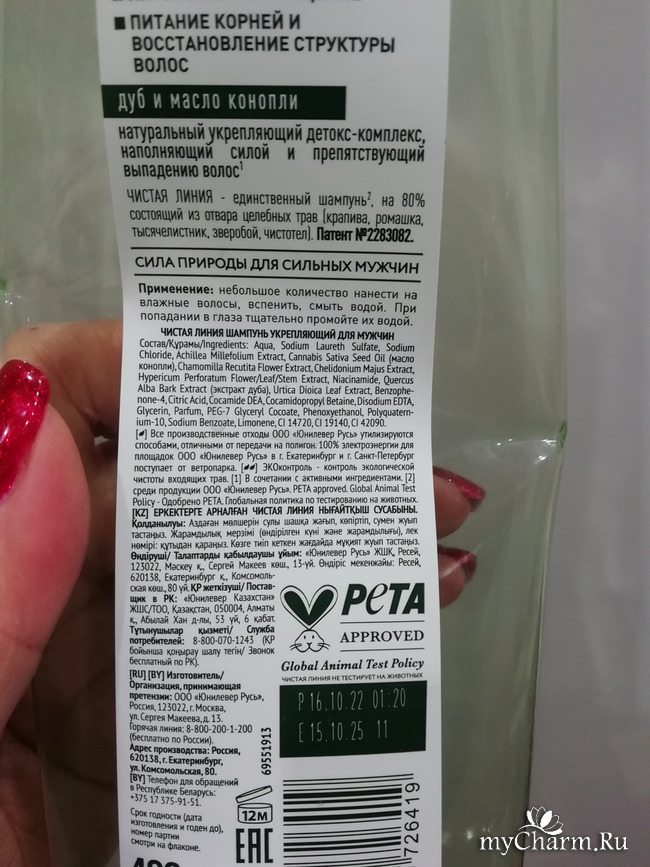 ■ ПИТАНИЕ КОРНЕЙ И
ВОССТАНОВЛЕНИЕ СТРУКТУРЫ
ВОЛОС
дуб и масло конопли
натуральный укрепляющий детокс-комплекс,
наполняющий силой и препятствующий
выпадению волос¹
ЧИСТАЯ ЛИНИЯ - единственный шампунь², на 80%
состоящий из отвара целебных трав (крапива, ромашка,
тысячелистник, зверобой, чистотел). Патент №2283082.
СИЛА ПРИРОДЫ ДЛЯ СИЛЬНЫХ МУЖЧИН
Применение: небольшое количество нанести на
влажные волосы, вспенить, смыть водой. При
попадании в глаза тщательно промойте их водой.
ЧИСТАЯ ЛИНИЯ ШАМПУНЬ УКРЕПЛЯЮЩИЙ ДЛЯ МУЖЧИН
Состав/Құрамы/Ingredients: Aqua, Sodium Laureth Sulfate, Sodium
Chloride, Achillea Millefolium Extract, Cannabis Sativa Seed Oil (масло
конопли), Chamomilla Recutita Flower Extract, Chelidonium Majus Extract,
Hypericum Perforatum Flower/Leaf/Stem Extract, Niacinamide, Quercus
Alba Bark Extract (экстракт дуба), Urtica Dioica Leaf Extract, Benzophe-
none-4, Citric Acid, Cocamide DEA, Cocamidopropyl Betaine, Disodium EDTA,
Glycerin, Parfum, PEG-7 Glyceryl Cocoate, Phenoxyethanol, Polyquatern-
ium-10, Sodium Benzoate, Limonene, CI 14720, CI 19140, CI 42090.
Все производственные отходы ООО «Юнилевер Русь» утилизируются
способами, отличными от передачи на полигон. 100% электроэнергии для
площадок ООО «Юнилевер Русь» в г. Екатеринбург и г. Санкт-Петербург
поступает от ветропарка. ЭКОконтроль - контроль экологической
чистоты входящих трав. [1] В сочетании с активными ингредиентами. [2]
среди продукции ООО «Юнилевер Русь». PETA approved. Global Animal Test
Policy - Одобрено PETA. Глобальная политика по тестированию на животных.
[KZ] ЕРКЕКТЕРГЕ АРНАЛҒАН ЧИСТАЯ ЛИНИЯ НЫҒАЙТҚЫШ СУСАБЫНЫ.
Қолданылуы: Аздаған мөлшерін сулы шашқа жағып, көпіртіп, сумен жуып
тастаңыз. Жарамдылық мерзімі (өндірілген күні және жарамдылығы), лек
нөмірі: құтыдан қараңыз. Көзге тиіп кеткен жағдайда мұқият жуып тастаңыз.
Өндіруші/ Талаптарды қабылдаушы ұйым: «Юнилевер Русь» ЖШҚ, Ресей,
123022, Мәскеу қ., Сергей Макеев көш., 13-үй. Өндіріс мекенжайы: Ресей,
620138, Екатеринбург қ., Комсомоль-
ская көш., 80 үй. ҚР жеткізуші/ Постав-
щик в РК: «Юнилевер Казахстан»
ЖШС/ТОО, Қазақстан, 050004, Алматы
қ., Абылай Хан д-лы, 53 үй, 6 қабат.
Тұтынушылар қызметі/ Служба
потребителей: 8-800-070-1243 (ҚР
бойынша қоңырау шалу тегін/ Звонок
бесплатный по РК).
[RU] [BY] Изготовитель/
Организация, принимающая
претензии: ООО «Юнилевер Русь»,
Россия, 123022, г. Москва,
ул. Сергея Макеева, д. 13.
Горячая линия: 8-800-200-1-200
(бесплатно по России).
Адрес производства: Россия,
620138, г. Екатеринбург,
ул. Комсомольская, 80.
[BY] Телефон для обращений
в Республике Беларусь:
+375 17 375-91-51.
Срок годности (дата
изготовления и годен до),
номер партии
смотри на флаконе.
69551913
12M
EAC
PETA
APPROVED
Global Animal Test Policy
ЧИСТАЯ ЛИНИЯ НЕ ТЕСТИРУЕТ НА ЖИВОТНЫХ
P 16.10.22 01:20
E 15.10.25 11
726419
myCharm.Ru